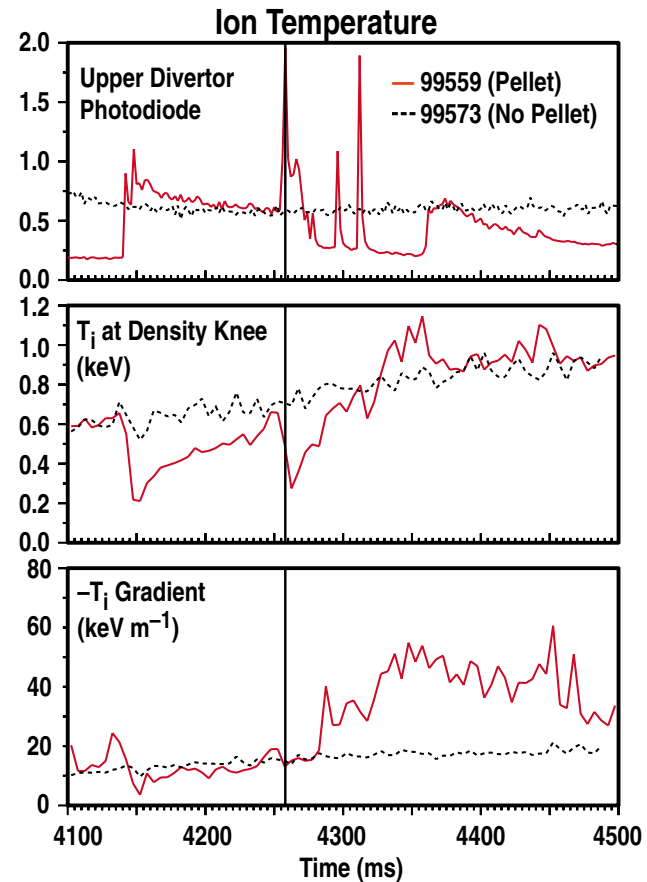 Ion Temperature
2.0
1.5
1.0
0.5
0.0
Upper Divertor
Photodiode
99559 (Pellet)
99573 (No Pellet)
1.2
1.0
0.8
0.6
0.4
0.2
0.0
Ti at Density Knee
(keV)
80
60
40
20
0
–Ti Gradient
(keV m–1)
4100
4200
4300
4400
4500
Time (ms)